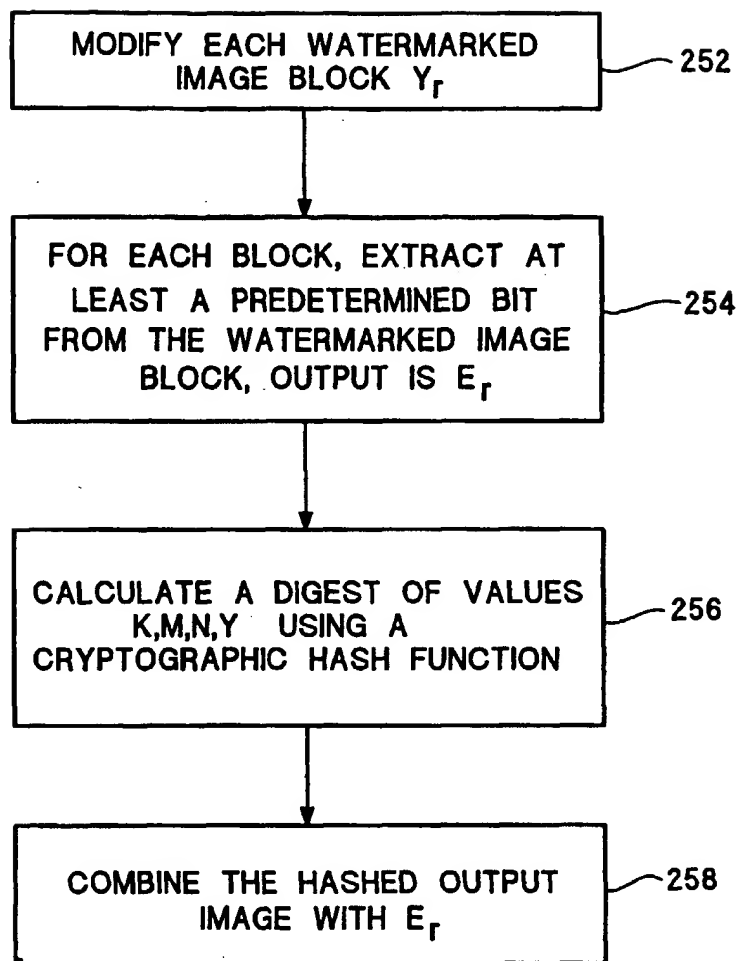 MODIFY EACH WATERMARKED
IMAGE BLOCK Yr
252
FOR EACH BLOCK, EXTRACT AT
LEAST A PREDETERMINED BIT
FROM THE WATERMARKED IMAGE
BLOCK, OUTPUT IS Er
254
CALCULATE A DIGEST OF VALUES
K,M,N,Y USING A
CRYPTOGRAPHIC HASH FUNCTION
256
COMBINE THE HASHED OUTPUT
IMAGE WITH Er
258